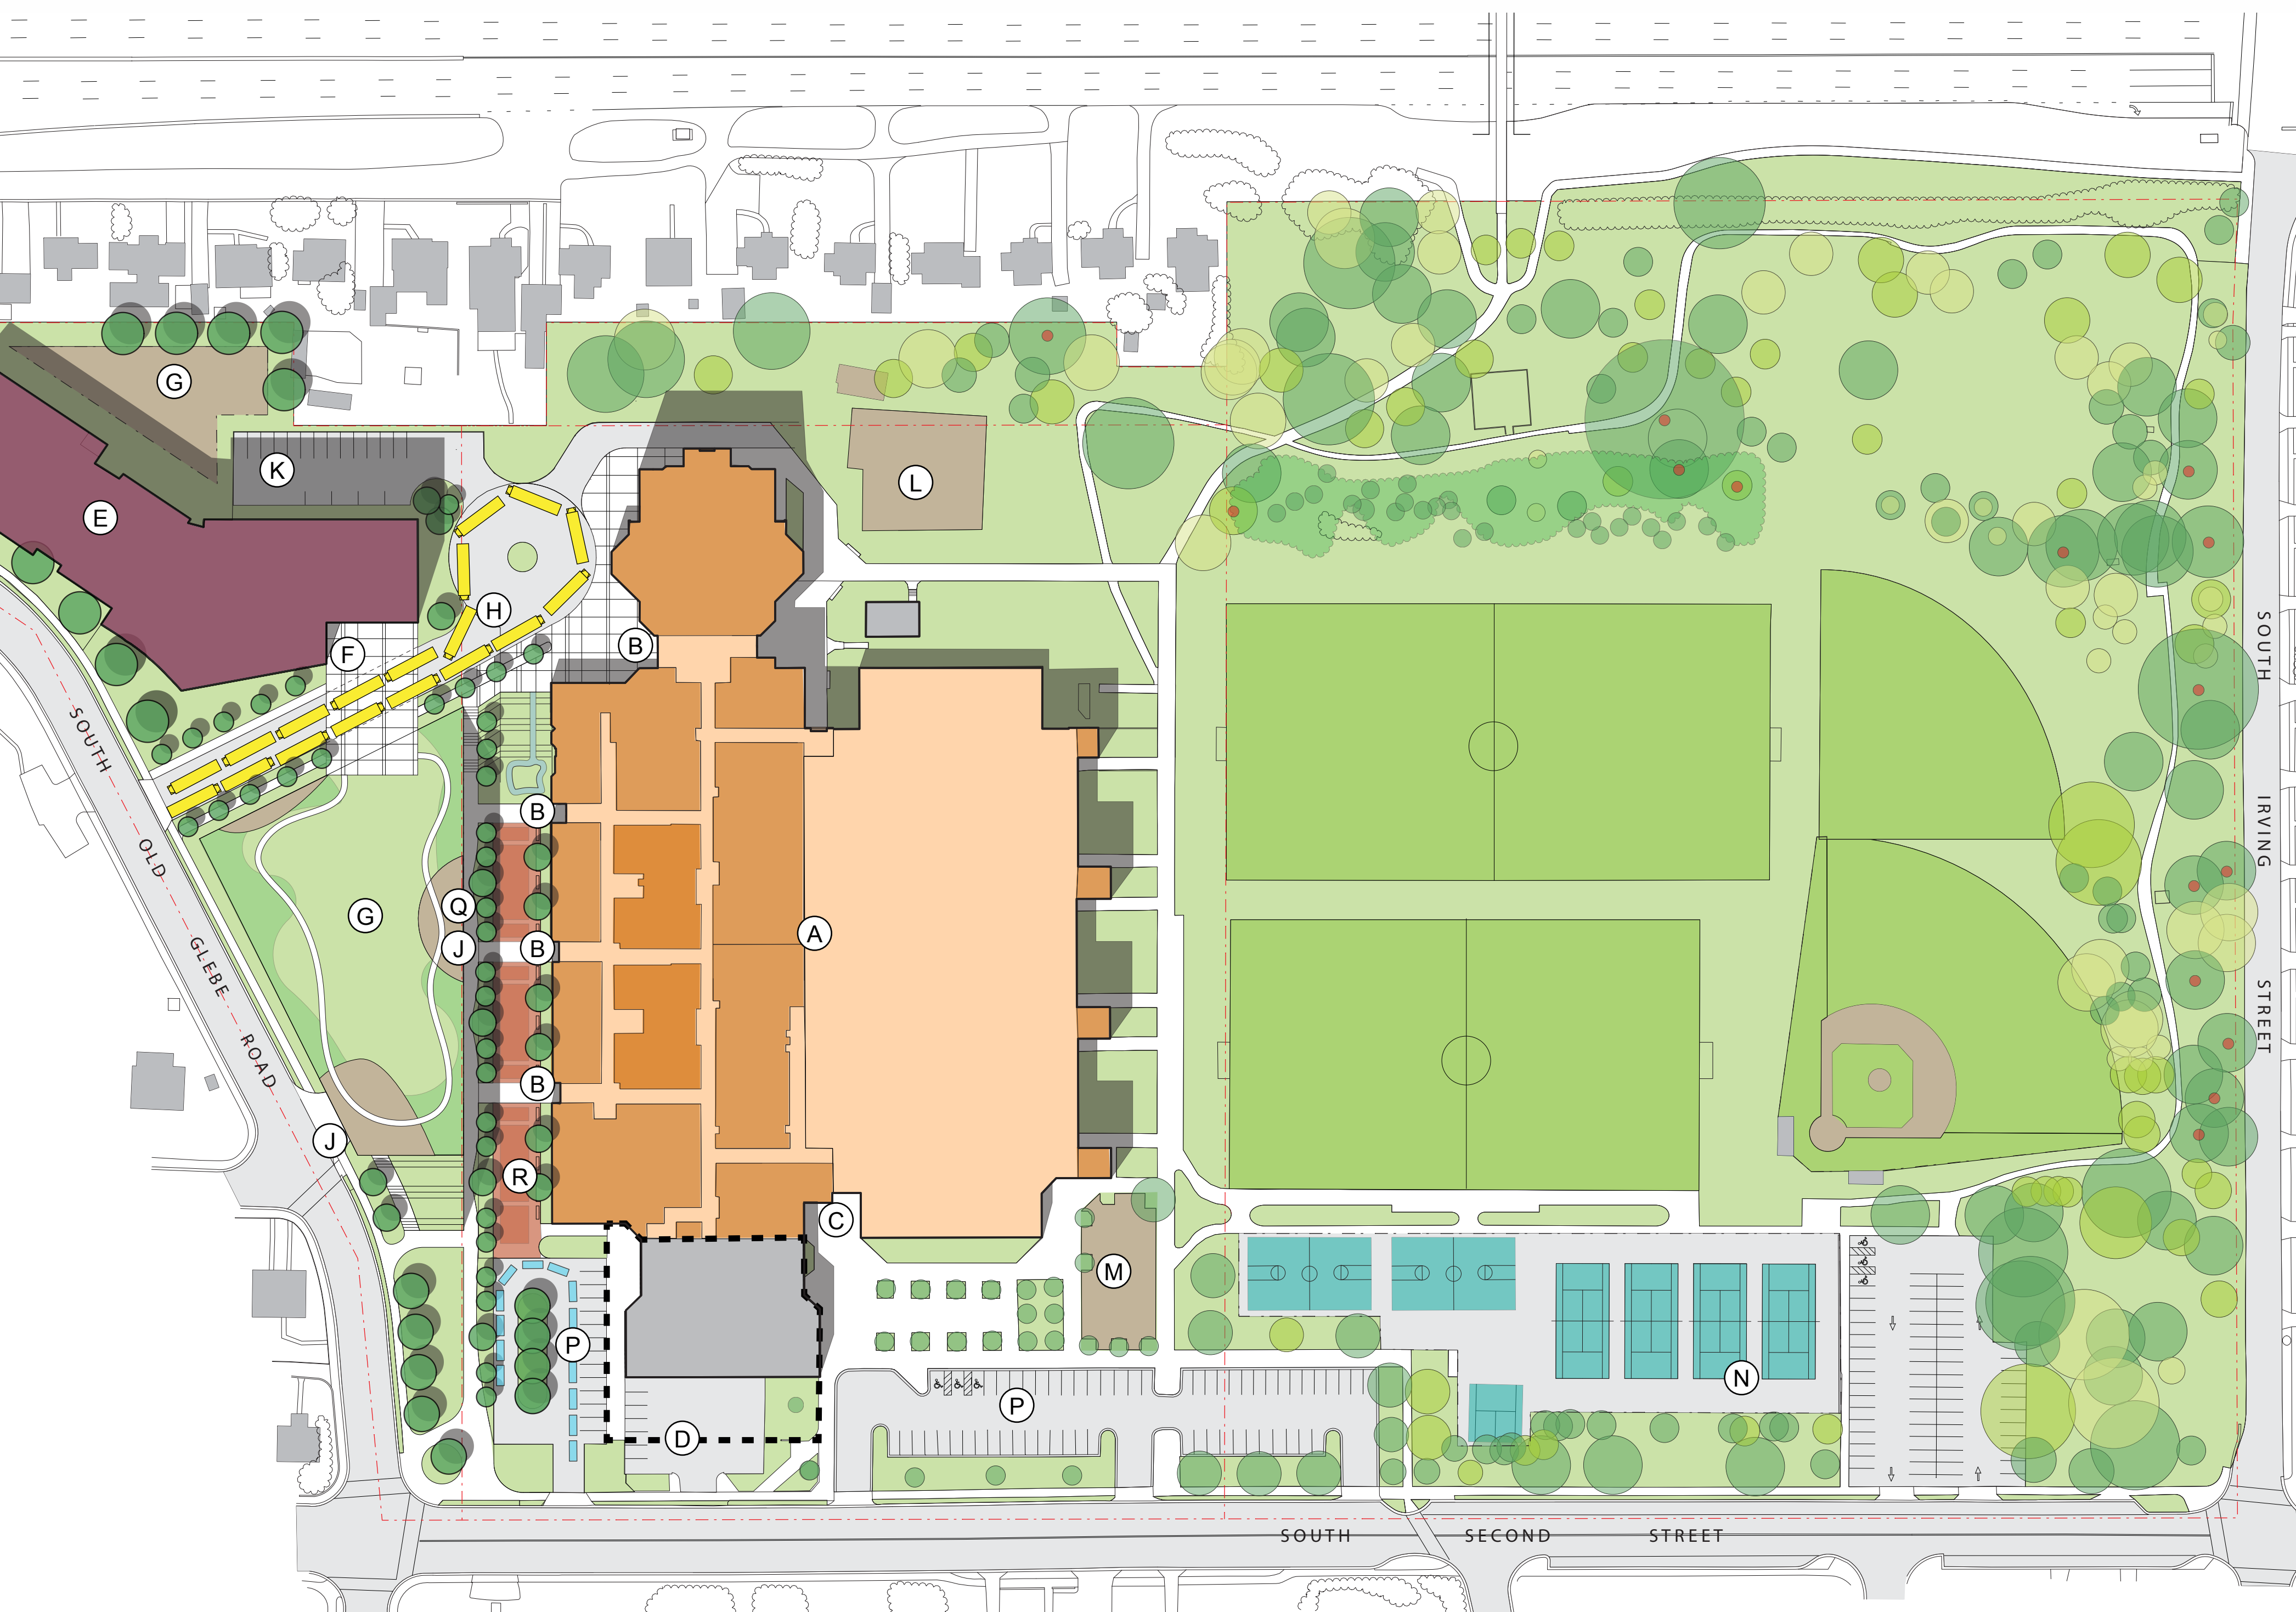 G
K
E
L
H
B
F
SOUTH OLD GLEBE ROAD
SOUTH IRVING STREET
B
Q
G
A
J
B
B
J
R
C
M
P
N
P
D
SOUTH SECOND STREET